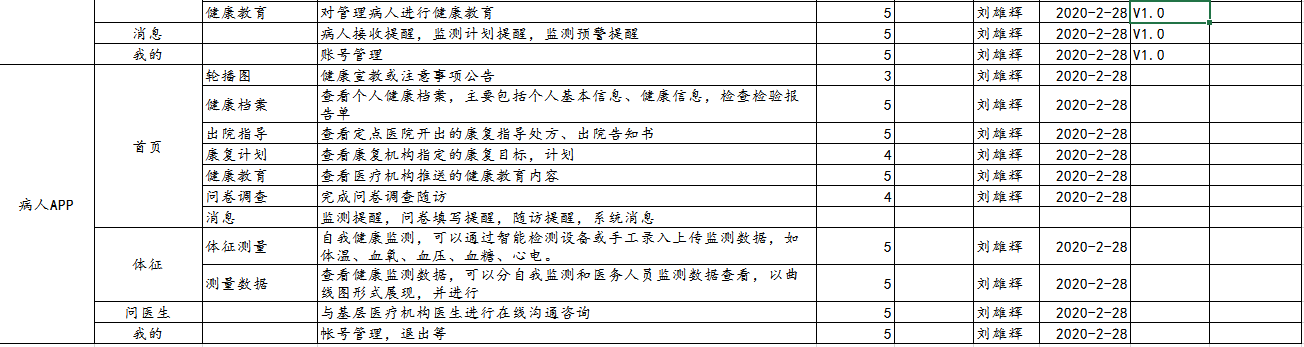 健康教育 对管理病人进行健康教育 5 刘雄辉 2020-2-28 V1.0
消息 病人接收提醒，监测计划提醒，监测预警提醒 5 刘雄辉 2020-2-28 V1.0
我的 账号管理 5 刘雄辉 2020-2-28 V1.0
病人APP
首页
轮播图 健康宣教或注意事项公告 3 刘雄辉 2020-2-28
健康档案 查看个人健康档案，主要包括个人基本信息、健康信息，检查检验报
告单 5 刘雄辉 2020-2-28
出院指导 查看定点医院开出的康复指导处方、出院告知书 5 刘雄辉 2020-2-28
康复计划 查看康复机构指定的康复目标，计划 4 刘雄辉 2020-2-28
健康教育 查看医疗机构推送的健康教育内容 5 刘雄辉 2020-2-28
问卷调查 完成问卷调查随访 4 刘雄辉 2020-2-28
消息 监测提醒，问卷填写提醒，随访提醒，系统消息
体征
体征测量 自我健康监测，可以通过智能检测设备或手工录入上传监测数据，如
体温、血氧、血压、血糖、心电。 5 刘雄辉 2020-2-28
测量数据 查看健康监测数据，可以分自我监测和医务人员监测数据查看，以曲
线图形式展现，并进行 5 刘雄辉 2020-2-28
问医生 与基层医疗机构医生进行在线沟通咨询 5 刘雄辉 2020-2-28
我的 帐号管理，退出等 5 刘雄辉 2020-2-28